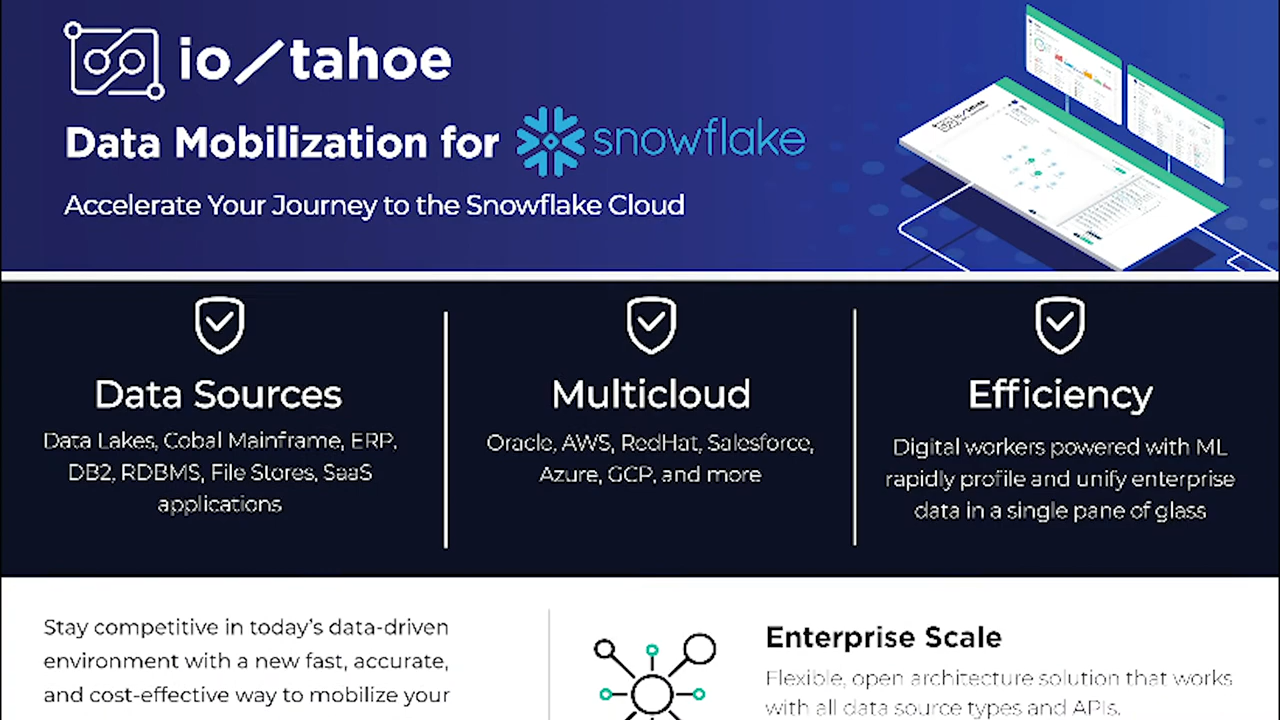 io/tahoe
Data Mobilization for snowflake
Accelerate Your Journey to the Snowflake Cloud
Data Sources
Data Lakes, Cobal Mainframe, ERP,
DB2, RDBMS, File Stores, SaaS
applications
Multicloud
Oracle, AWS, RedHat, Salesforce,
Azure, GCP, and more
Efficiency
Digital workers powered with ML
rapidly profile and unify enterprise
data in a single pane of glass
Stay competitive in today's data-driven
environment with a new fast, accurate,
and cost-effective way to mobilize your
Enterprise Scale
Flexible, open architecture solution that works
with all data source types and APIs.